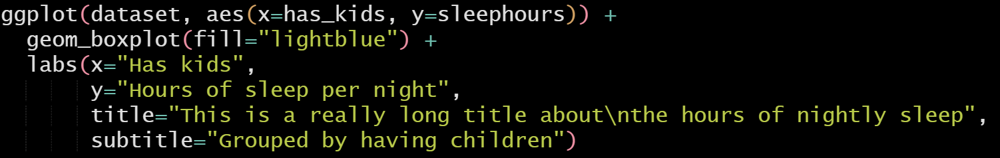 ggplot(dataset, aes(x=has_kids, y=sleephours)) +
  geom_boxplot(fill="lightblue") +
  labs(x="Has kids",
       y="Hours of sleep per night",
       title="This is a really long title about\nthe hours of nightly sleep",
       subtitle="Grouped by having children")